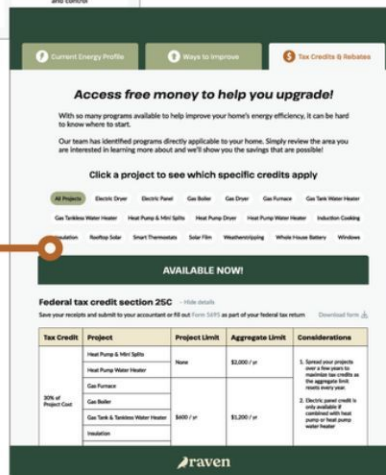 and control
Current Energy Profile
Ways to Improve
Tax Credits & Rebates
Access free money to help you upgrade!
With so many programs available to help improve your home's energy efficiency, it can be hard
to know where to start.
Our team has identified programs directly applicable to your home. Simply review the area you
are interested in learning more about and we'll show you the savings that are possible!
Click a project to see which specific credits apply
All Projects Electric Dryer Electric Panel Gas Boiler Gas Dryer Gas Furnace Gas Tank Water Heater
Gas Tankless Water Heater Heat Pump & Mini Splits Heat Pump Dryer Heat Pump Water Heater Induction Cooking
Insulation Rooftop Solar Smart Thermostats Solar Film Weatherstripping Whole House Battery Windows
AVAILABLE NOW!
Federal tax credit section 25C - Hide details
Save your receipts and submit to your accountant or fill out Form 5695 as part of your federal tax return Download form
Tax Credit Project Project Limit Aggregate Limit Considerations
30% of
Project Cost
Heat Pump & Mini Splits
Heat Pump Water Heater
Gas Furnace
Gas Boiler
Gas Tank & Tankless Water Heater
Insulation
None
$600 / yr
$2,000 / yr
$1,200 / yr
1. Spread your projects
over a few years to
maximize tax credits as
the aggregate limit
resets every year.
2. Electric panel credit is
only available if
combined with heat
pump or heat pump
water heater
raven